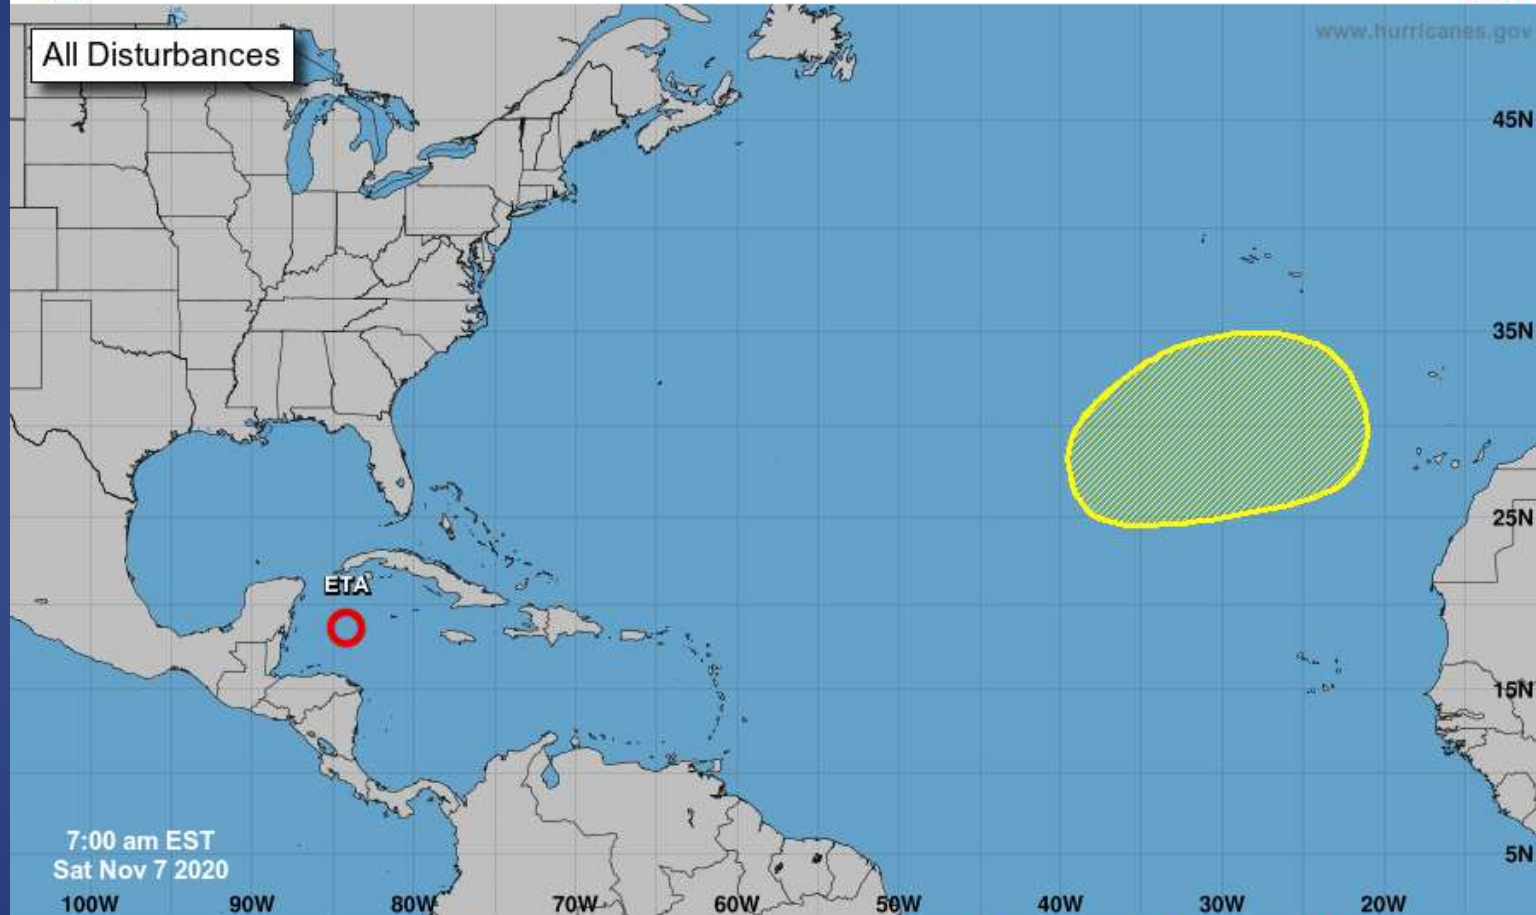 All Disturbances
www.hurricanes.gov
45N
35N
25N
ETA
15N
7:00 am EST
Sat Nov 7 2020
5N
100W 90W 80W 70W 60W 50W 40W 30W 20W